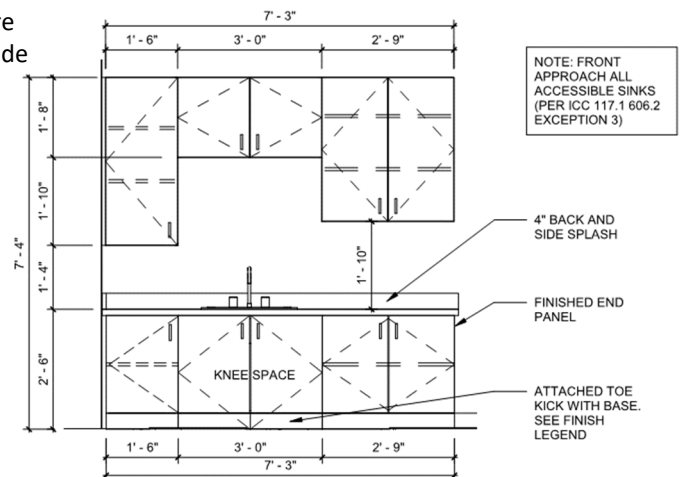 re
de
7' - 3"
1' - 6" 3' - 0" 2' - 9"
NOTE: FRONT
APPROACH ALL
ACCESSIBLE SINKS
(PER ICC 117.1 606.2
EXCEPTION 3)
1' - 8"
1' - 10"
7' - 4"
1' - 4"
1' - 10"
4" BACK AND
SIDE SPLASH
FINISHED END
PANEL
2' - 6"
KNEE SPACE
ATTACHED TOE
KICK WITH BASE.
SEE FINISH
LEGEND
1' - 6" 3' - 0" 2' - 9"
7' - 3"